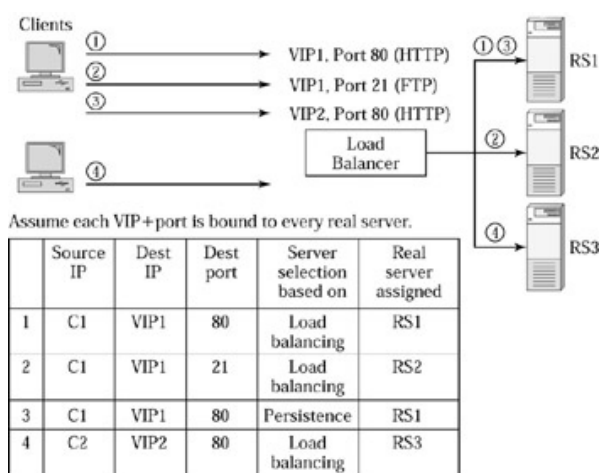 Clients
①
VIP1, Port 80 (HTTP)
②
VIP1, Port 21 (FTP)
③
VIP2, Port 80 (HTTP)
④
Load
Balancer
① ③
RS1
②
RS2
④
RS3
Assume each VIP+port is bound to every real server.
Source IP Dest IP Dest port Server selection based on Real server assigned
1 C1 VIP1 80 Load balancing RS1
2 C1 VIP1 21 Load balancing RS2
3 C1 VIP1 80 Persistence RS1
4 C2 VIP2 80 Load balancing RS3